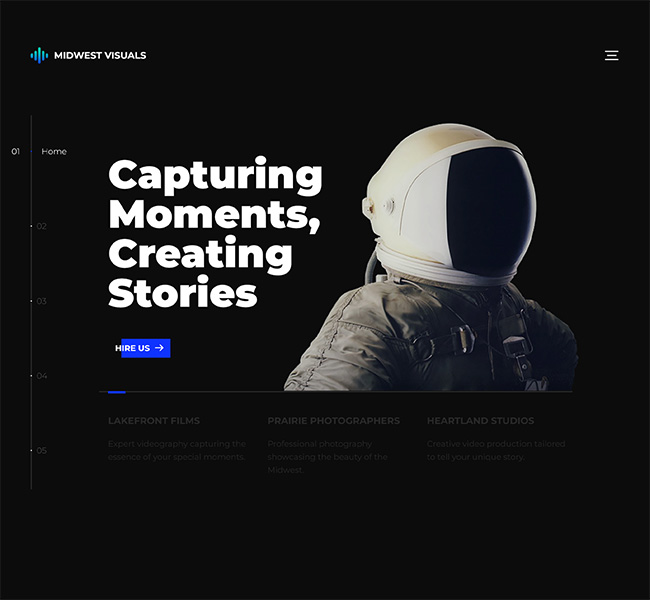 MIDWEST VISUALS
01 Home
Capturing
Moments,
Creating
Stories
02
03
HIRE US
04
LAKEFRONT FILMS
Expert videography capturing the
essence of your special moments.
PRAIRIE PHOTOGRAPHERS
Professional photography
showcasing the beauty of the
Midwest.
HEARTLAND STUDIOS
Creative video production tailored
to tell your unique story.
05